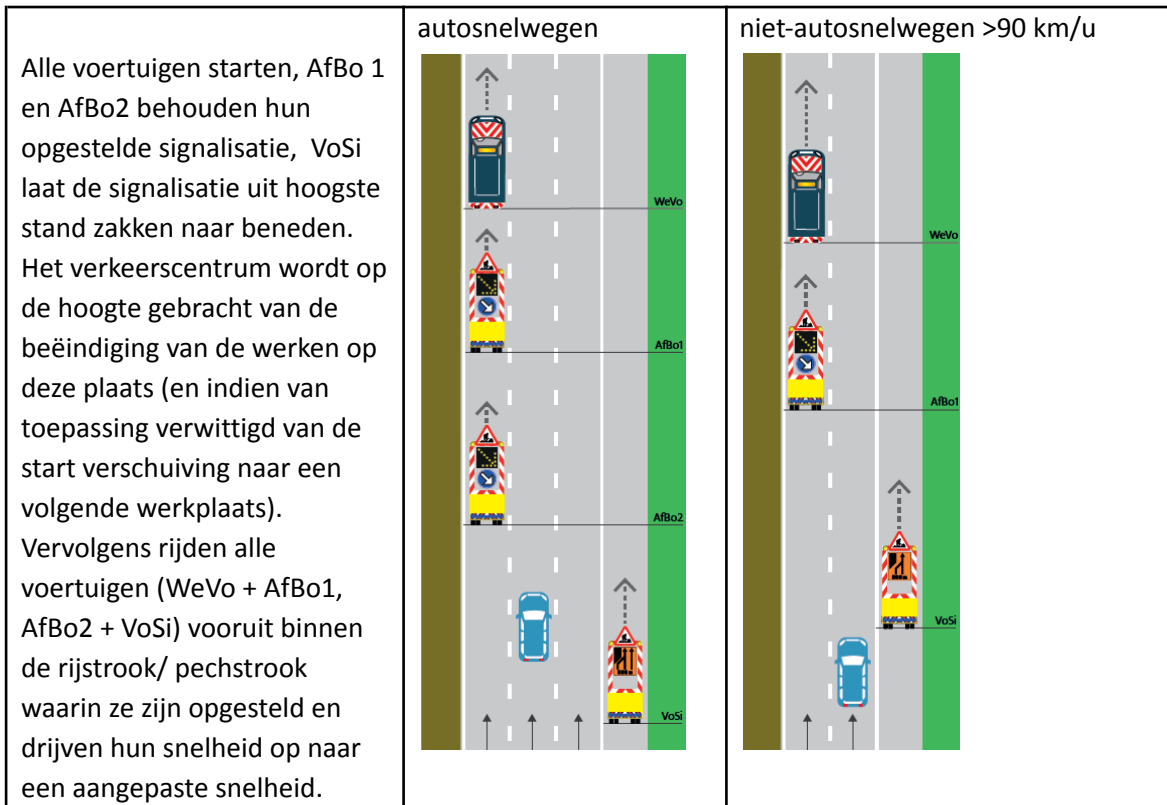 Alle voertuigen starten, AfBo 1
en AfBo2 behouden hun
opgestelde signalisatie, VoSi
laat de signalisatie uit hoogste
stand zakken naar beneden.
Het verkeerscentrum wordt op
de hoogte gebracht van de
beëindiging van de werken op
deze plaats (en indien van
toepassing verwittigd van de
start verschuiving naar een
volgende werkplaats).
Vervolgens rijden alle
voertuigen (WeVo + AfBo1,
AfBo2 + VoSi) vooruit binnen
de rijstrook/ pechstrook
waarin ze zijn opgesteld en
drijven hun snelheid op naar
een aangepaste snelheid.
autosnelwegen
WeVo
AfBo1
AfBo2
VoSi
niet-autosnelwegen >90 km/u
WeVo
AfBo1
VoSi